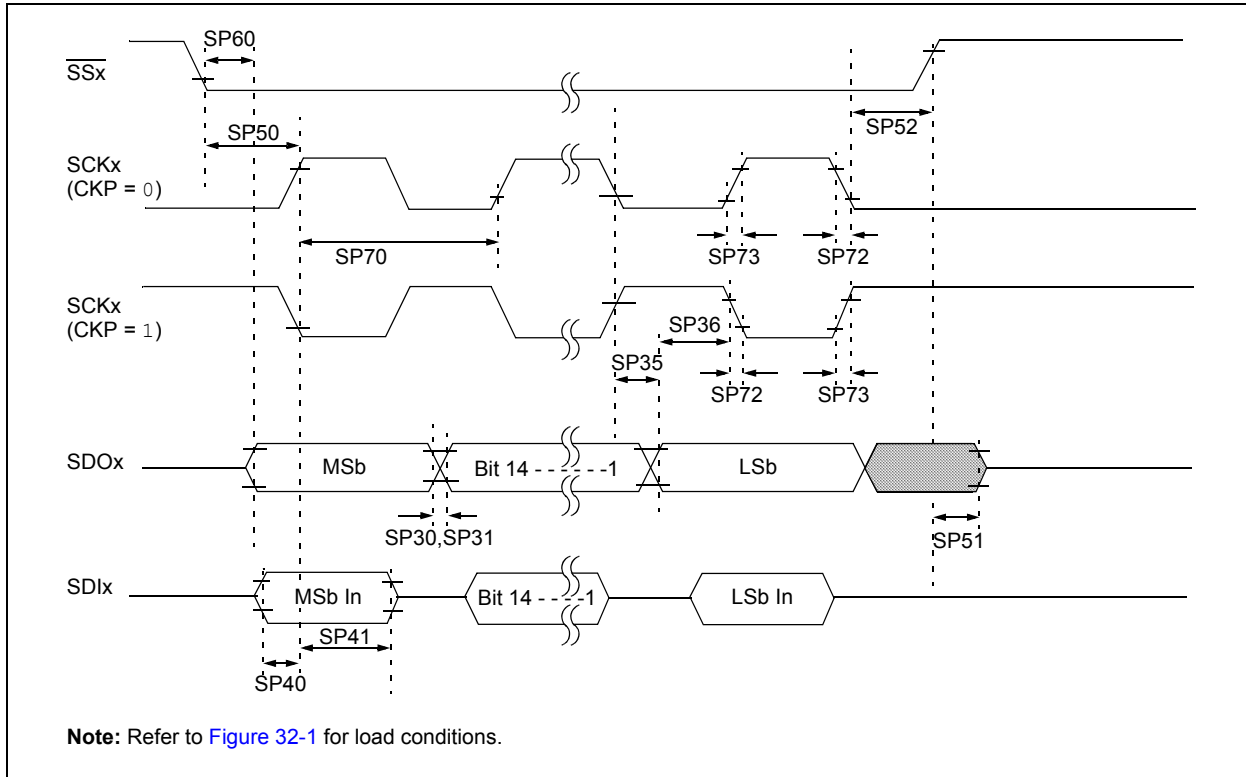 SP60
SSx
SP50
SP52
SCKx
(CKP = 0)
SP70
SP73
SP72
SCKx
(CKP = 1)
SP36
SP35
SP72
SP73
SDOx
MSb
Bit 14 - - - - - -1
LSb
SP30,SP31
SP51
SDIx
MSb In
Bit 14 - - - -1
LSb In
SP41
SP40
Note: Refer to Figure 32-1 for load conditions.